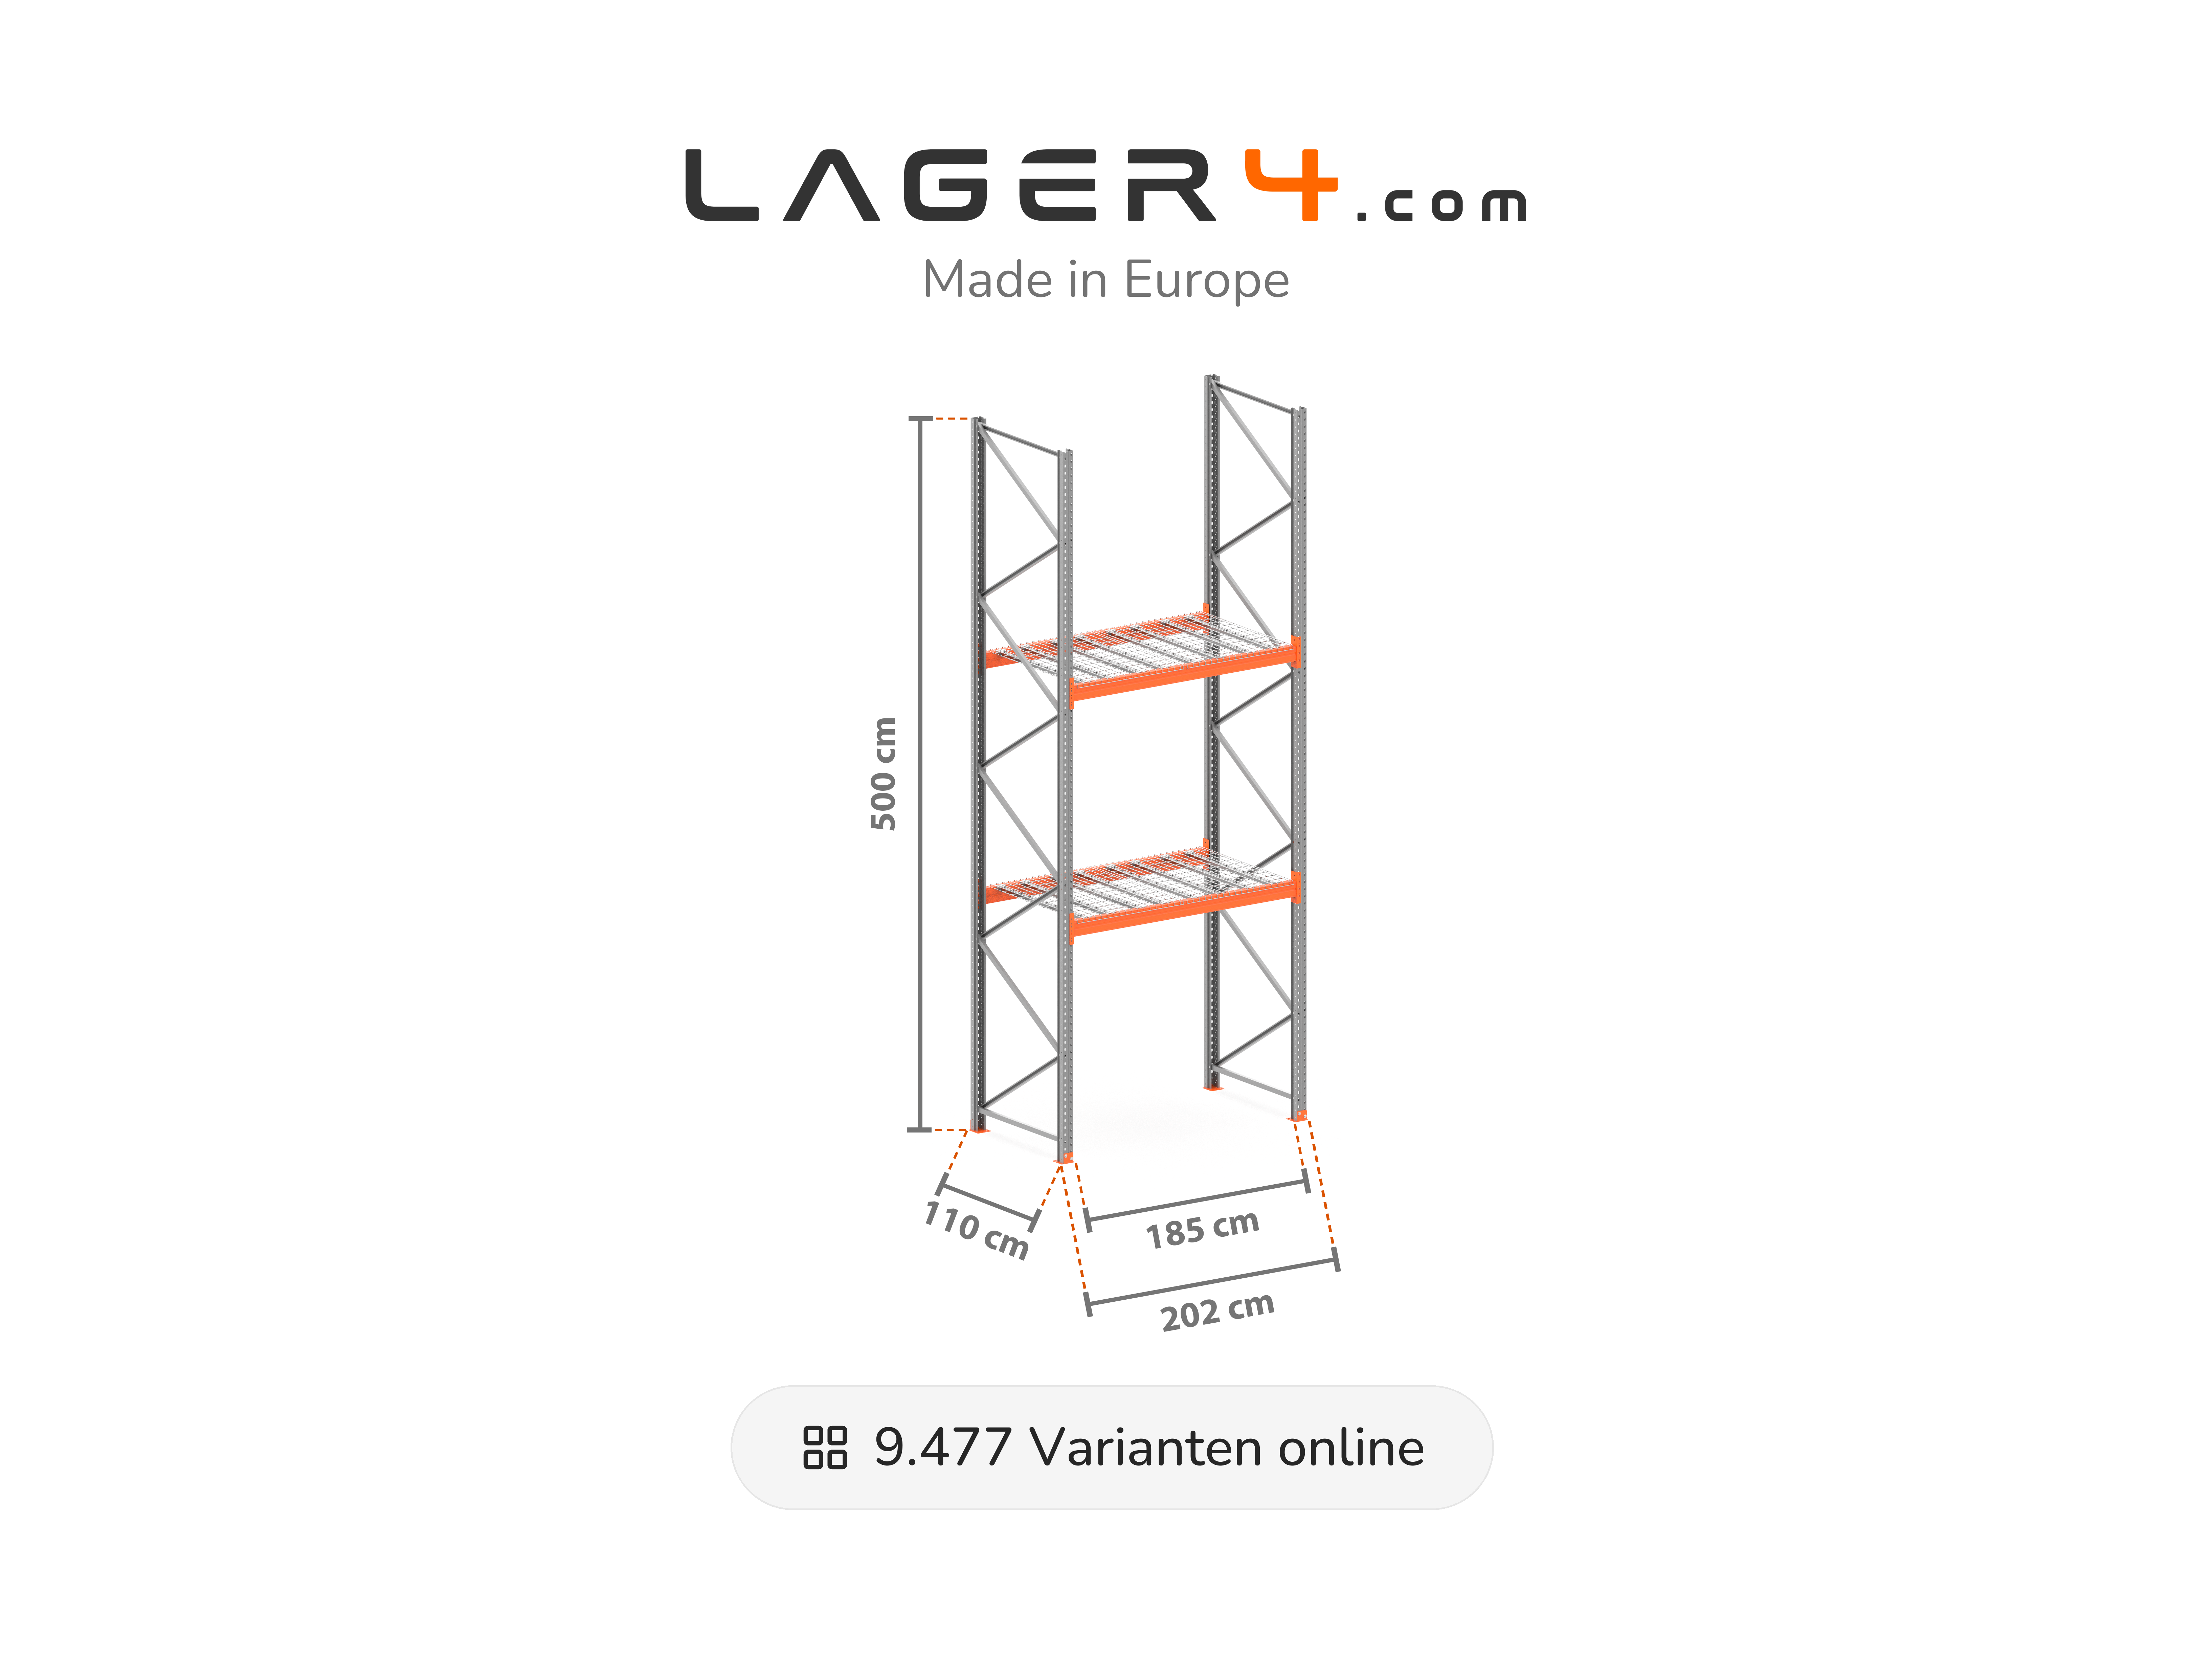 LAGER4.com
Made in Europe
500 cm
110 cm
185 cm
202 cm
9.477 Varianten online